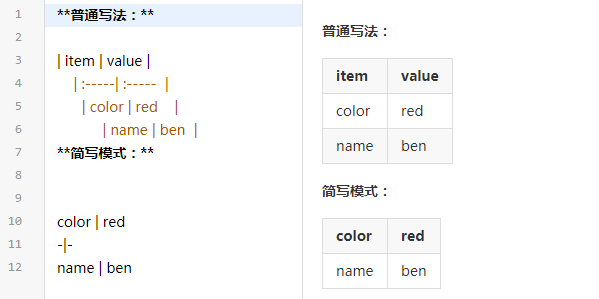 1 **普通写法：**
2
3 | item | value |
4 | :-----| :----- |
5 | color | red |
6 | name | ben |
7 **简写模式：**
8
9
10 color | red
11 -|-
12 name | ben
普通写法：
item value
color red
name ben
简写模式：
color red
name ben